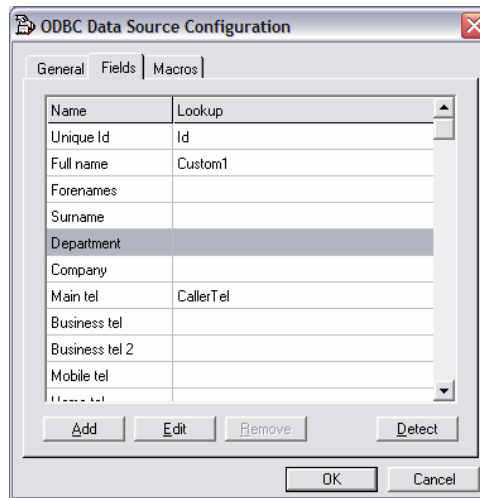 ODBC Data Source Configuration
General Fields Macros
Name Lookup
Unique Id Id
Full name Custom1
Forenames
Surname
Department
Company
Main tel CallerTel
Business tel
Business tel 2
Mobile tel
Add Edit Remove Detect
OK Cancel